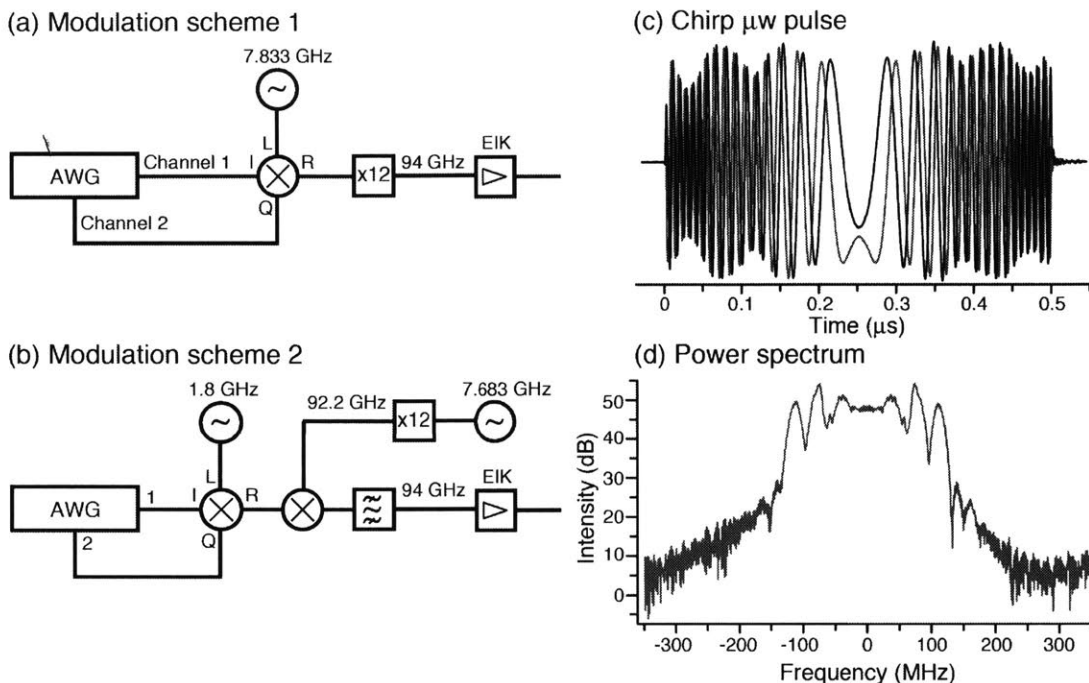 (a) Modulation scheme 1
7.833 GHz
~
L
Channel 1
I
R
AWG
x12
94 GHz
EIK
Q
Channel 2
(b) Modulation scheme 2
1.8 GHz
~
92.2 GHz
x12
7.683 GHz
~
L
1
I
R
AWG
94 GHz
EIK
2
Q
(c) Chirp μw pulse
0
0.1
0.2
0.3
0.4
0.5
Time (μs)
(d) Power spectrum
50
40
30
20
10
0
Intensity (dB)
-300
-200
-100
0
100
200
300
Frequency (MHz)